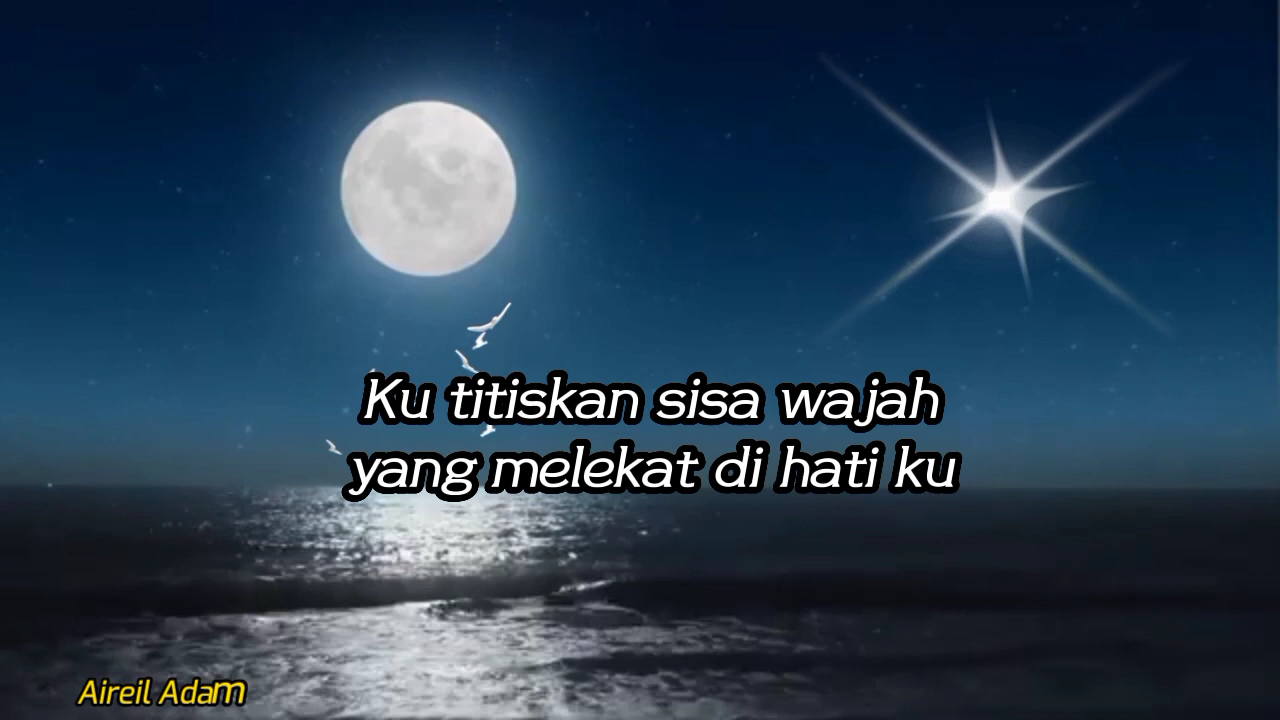 Ku titiskan sisa wajah
yang melekat di hati ku
Aireil Adam